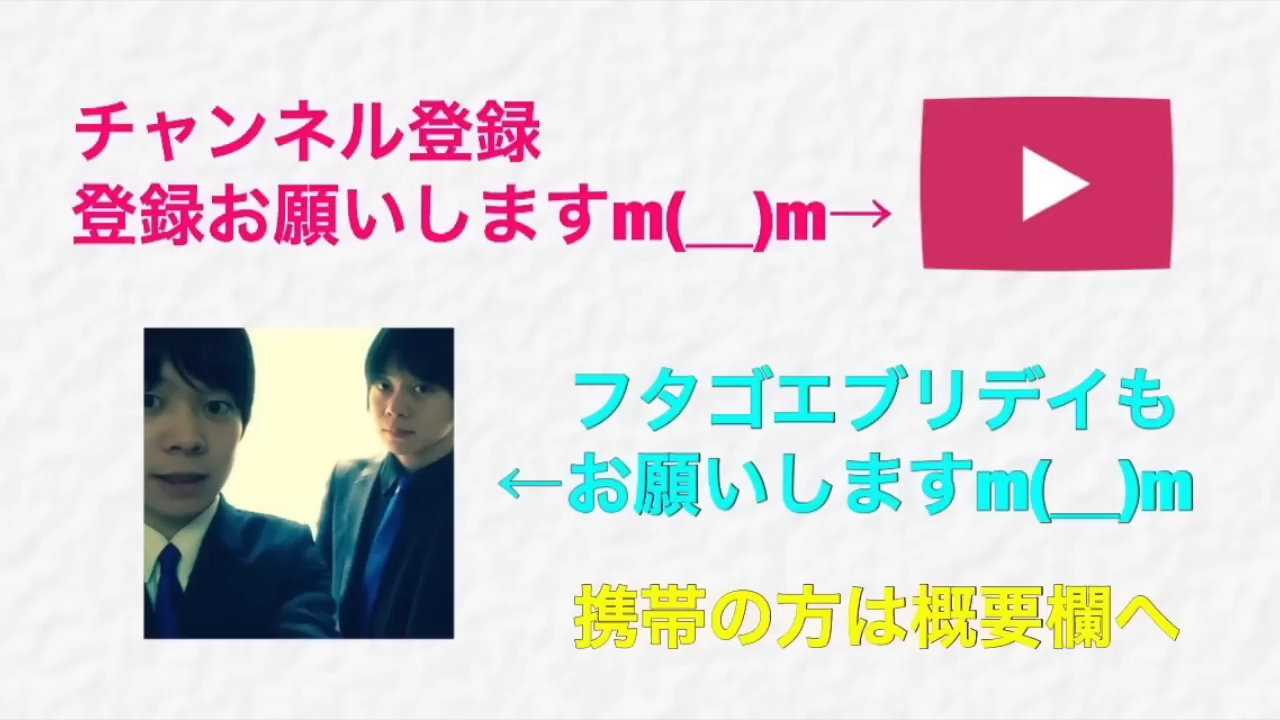 チャンネル登録
登録お願いしますm(__)m→
フタゴエブリデイも
←お願いしますm(__)m
携帯の方は概要欄へ